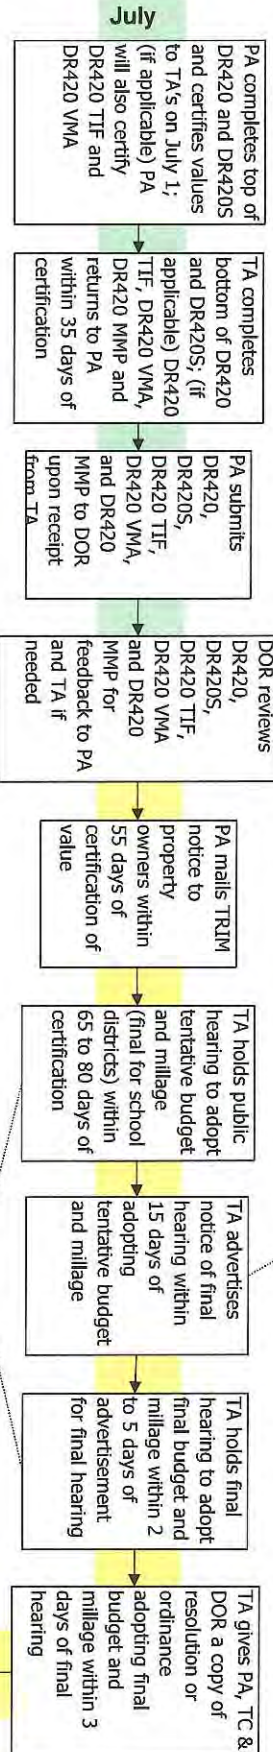 July
PA completes top of
DR420 and DR420S
and certifies values
to TA's on July 1;
(if applicable) PA
will also certify
DR420 TIF and
DR420 VMA
TA completes
bottom of DR420
and DR420S; (if
applicable) DR420
TIF, DR420 VMA,
DR420 MMP and
returns to PA
within 35 days of
certification
PA submits
DR420,
DR420S,
DR420 TIF,
DR420 VMA,
and DR420
MMP to DOR
upon receipt
from TA
DOR reviews
DR420,
DR420S,
DR420 TIF,
DR420 VMA
and DR420
MMP for
feedback to PA
and TA if
needed
PA mails TRIM
notice to
property
owners within
55 days of
certification of
value
TA holds public
hearing to adopt
tentative budget
and millage
(final for school
districts) within
65 to 80 days of
certification
TA advertises
notice of final
hearing within
15 days of
adopting
tentative budget
and millage
TA holds final
hearing to adopt
final budget and
millage within 2
to 5 days of
advertisement
for final hearing
TA gives PA, TC &
DOR a copy of
resolution or
ordinance
adopting final
budget and
millage within 3
days of final
hearing